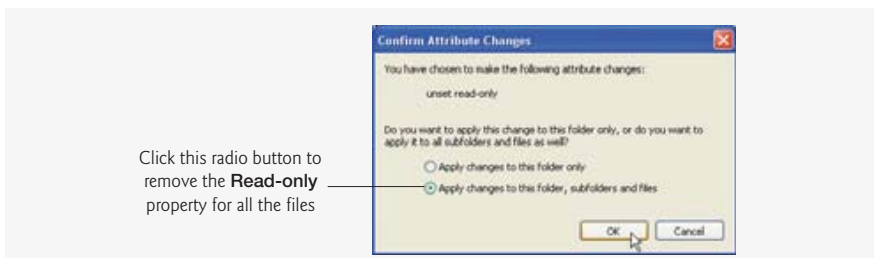 Confirm Attribute Changes
You have chosen to make the following attribute changes:
unset read-only
Do you want to apply this change to this folder only, or do you want to
apply it to all subfolders and files as well?
Apply changes to this folder only
Apply changes to this folder, subfolders and files
OK
Cancel
Click this radio button to
remove the Read-only
property for all the files